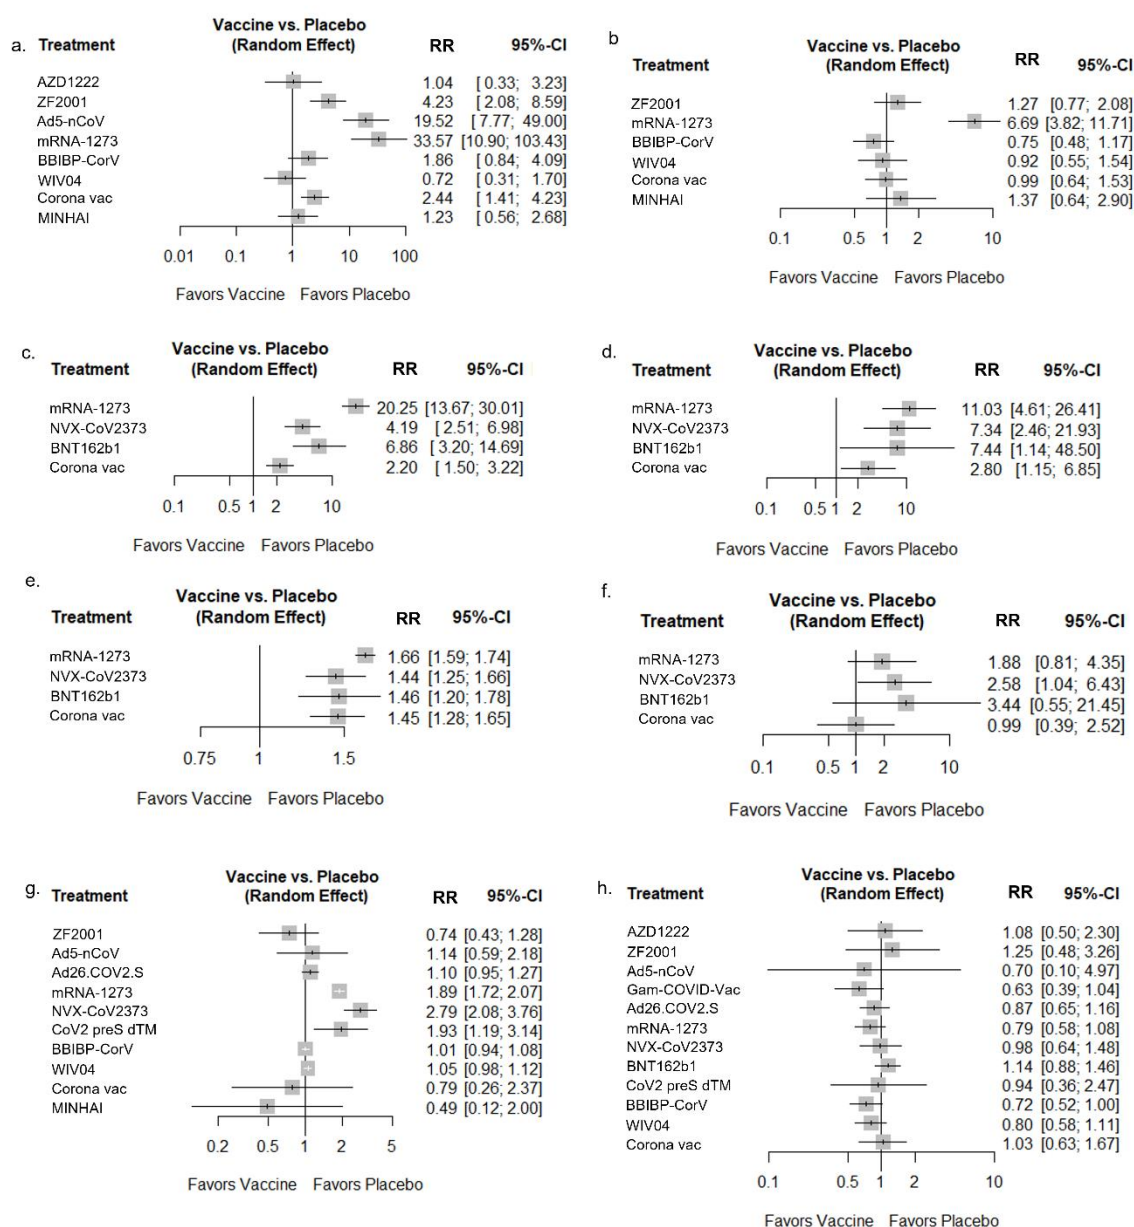 a.
Vaccine vs. Placebo
Treatment (Random Effect) RR 95%-CI
AZD1222 1.04 [ 0.33; 3.23]
ZF2001 4.23 [ 2.08; 8.59]
Ad5-nCoV 19.52 [ 7.77; 49.00]
mRNA-1273 33.57 [10.90; 103.43]
BBIBP-CorV 1.86 [ 0.84; 4.09]
WIV04 0.72 [ 0.31; 1.70]
Corona vac 2.44 [ 1.41; 4.23]
MINHAI 1.23 [ 0.56; 2.68]
0.01 0.1 1 10 100
Favors Vaccine Favors Placebo
b
Vaccine vs. Placebo
Treatment (Random Effect) RR 95%-CI
ZF2001 1.27 [0.77; 2.08]
mRNA-1273 6.69 [3.82; 11.71]
BBIBP-CorV 0.75 [0.48; 1.17]
WIV04 0.92 [0.55; 1.54]
Corona vac 0.99 [0.64; 1.53]
MINHAI 1.37 [0.64; 2.90]
0.1 0.5 1 2 10
Favors Vaccine Favors Placebo
c.
Vaccine vs. Placebo
Treatment (Random Effect) RR 95%-CI
mRNA-1273 20.25 [13.67; 30.01]
NVX-CoV2373 4.19 [ 2.51; 6.98]
BNT162b1 6.86 [ 3.20; 14.69]
Corona vac 2.20 [ 1.50; 3.22]
0.1 0.5 1 2 10
Favors Vaccine Favors Placebo
d.
Vaccine vs. Placebo
Treatment (Random Effect) RR 95%-CI
mRNA-1273 11.03 [4.61; 26.41]
NVX-CoV2373 7.34 [2.46; 21.93]
BNT162b1 7.44 [1.14; 48.50]
Corona vac 2.80 [1.15; 6.85]
0.1 0.5 1 2 10
Favors Vaccine Favors Placebo
e.
Vaccine vs. Placebo
Treatment (Random Effect) RR 95%-CI
mRNA-1273 1.66 [1.59; 1.74]
NVX-CoV2373 1.44 [1.25; 1.66]
BNT162b1 1.46 [1.20; 1.78]
Corona vac 1.45 [1.28; 1.65]
0.75 1 1.5
Favors Vaccine Favors Placebo
f.
Vaccine vs. Placebo
Treatment (Random Effect) RR 95%-CI
mRNA-1273 1.88 [0.81; 4.35]
NVX-CoV2373 2.58 [1.04; 6.43]
BNT162b1 3.44 [0.55; 21.45]
Corona vac 0.99 [0.39; 2.52]
0.1 0.5 1 2 10
Favors Vaccine Favors Placebo
g.
Vaccine vs. Placebo
Treatment (Random Effect) RR 95%-CI
ZF2001 0.74 [0.43; 1.28]
Ad5-nCoV 1.14 [0.59; 2.18]
Ad26.COV2.S 1.10 [0.95; 1.27]
mRNA-1273 1.89 [1.72; 2.07]
NVX-CoV2373 2.79 [2.08; 3.76]
CoV2 preS dTM 1.93 [1.19; 3.14]
BBIBP-CorV 1.01 [0.94; 1.08]
WIV04 1.05 [0.98; 1.12]
Corona vac 0.79 [0.26; 2.37]
MINHAI 0.49 [0.12; 2.00]
0.2 0.5 1 2 5
Favors Vaccine Favors Placebo
h.
Vaccine vs. Placebo
Treatment (Random Effect) RR 95%-CI
AZD1222 1.08 [0.50; 2.30]
ZF2001 1.25 [0.48; 3.26]
Ad5-nCoV 0.70 [0.10; 4.97]
Gam-COVID-Vac 0.63 [0.39; 1.04]
Ad26.COV2.S 0.87 [0.65; 1.16]
mRNA-1273 0.79 [0.58; 1.08]
NVX-CoV2373 0.98 [0.64; 1.48]
BNT162b1 1.14 [0.88; 1.46]
CoV2 preS dTM 0.94 [0.36; 2.47]
BBIBP-CorV 0.72 [0.52; 1.00]
WIV04 0.80 [0.58; 1.11]
Corona vac 1.03 [0.63; 1.67]
0.1 0.5 1 2 10
Favors Vaccine Favors Placebo